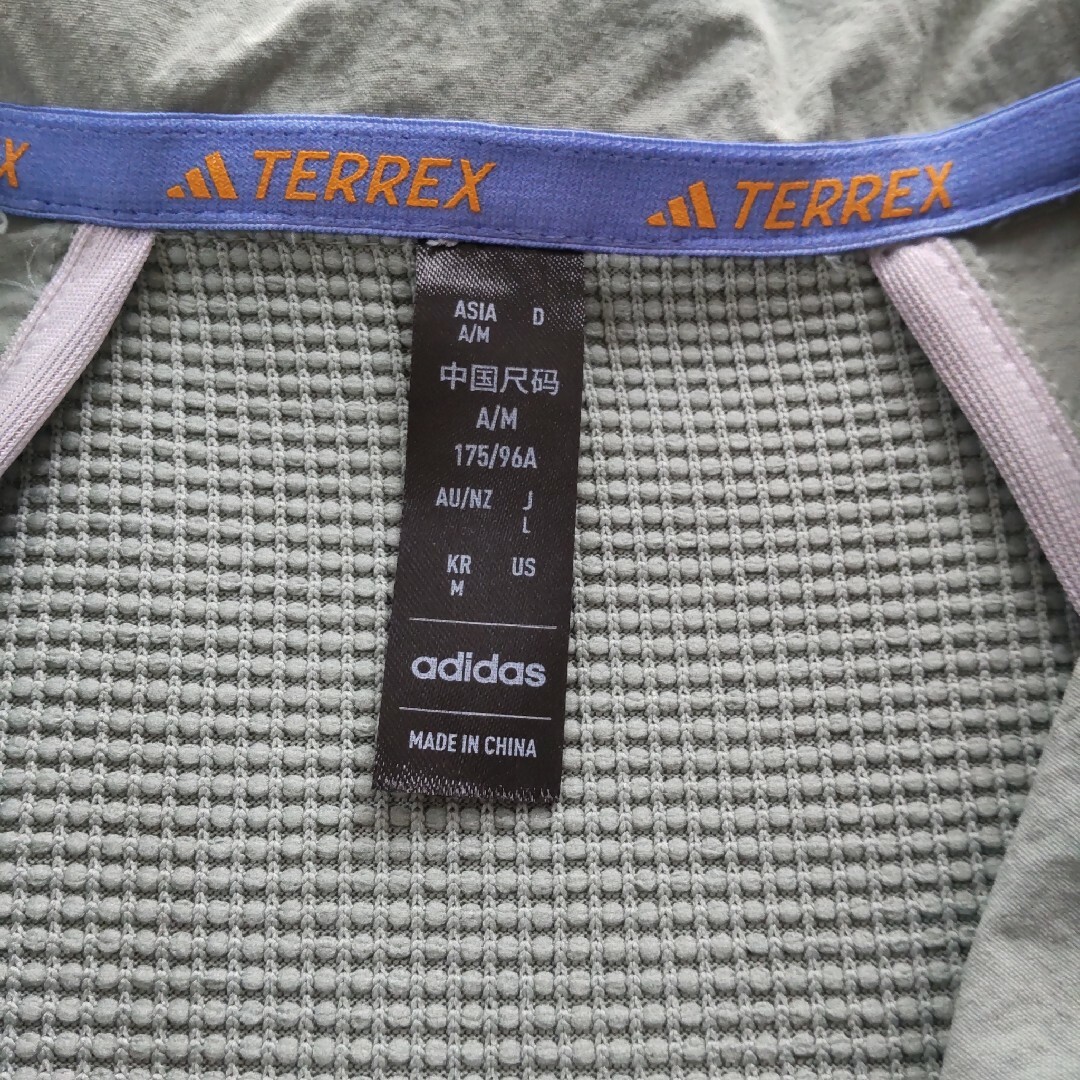 X TERREX TERREX
ASIA D
A/M
中国尺码
A/M
175/96A
AU/NZ J
L
KR US
M
adidas
MADE IN CHINA